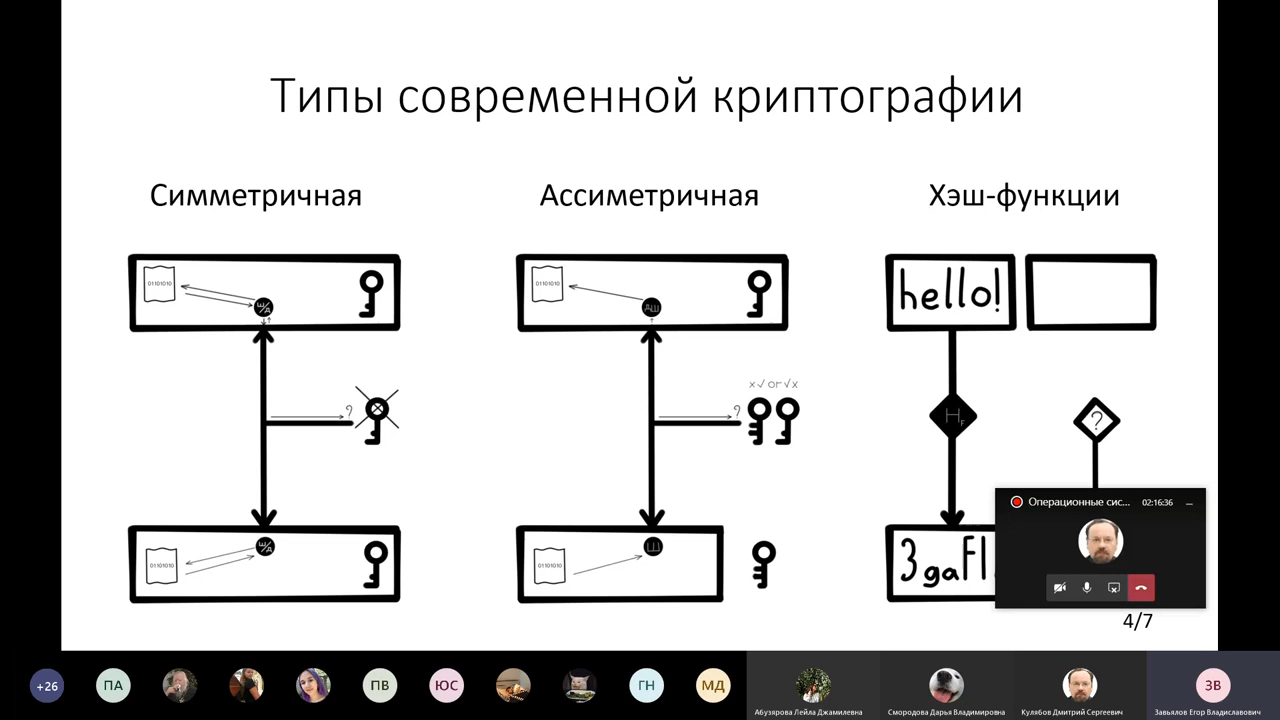 Типы современной криптографии
Симметричная
Ассиметричная
Хэш-функции
01101010
Ш/Д
?
01101010
Ш/Д
01101010
ДШ
x√ or √x
?
01101010
Ш
hello!
HF
?
3gaFl
Операционные сис...
02:16:36
4/7
+26
ПА
ПВ
ЮС
ГН
МД
ЗВ
Абузярова Лейла Джамилевна
Смородова Дарья Владимировна
Кулябов Дмитрий Сергеевич
Завьялов Егор Владиславович